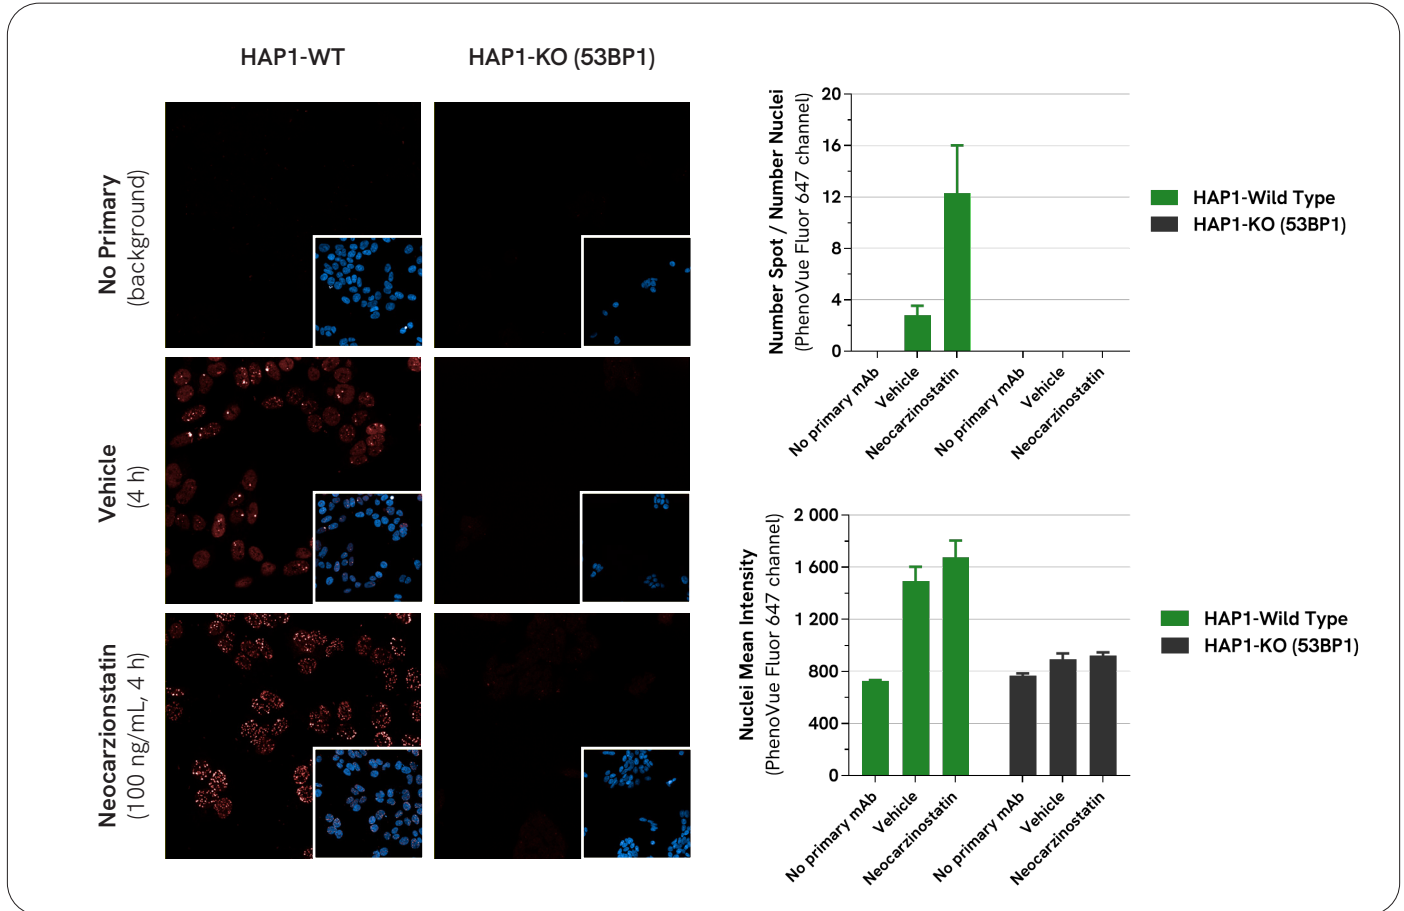 HAP1-WT
HAP1-KO (53BP1)
No Primary
(background)
Vehicle
(4 h)
Neocarzionstatin
(100 ng/mL, 4 h)
Number Spot / Number Nuclei
(PhenoVue Fluor 647 channel)
20
16
12
8
4
0
No primary mAb
Vehicle
Neocarzinostatin
No primary mAb
Vehicle
Neocarzinostatin
HAP1-Wild Type
HAP1-KO (53BP1)
Nuclei Mean Intensity
(PhenoVue Fluor 647 channel)
2 000
1 600
1 200
800
400
0
No primary mAb
Vehicle
Neocarzinostatin
No primary mAb
Vehicle
Neocarzinostatin
HAP1-Wild Type
HAP1-KO (53BP1)